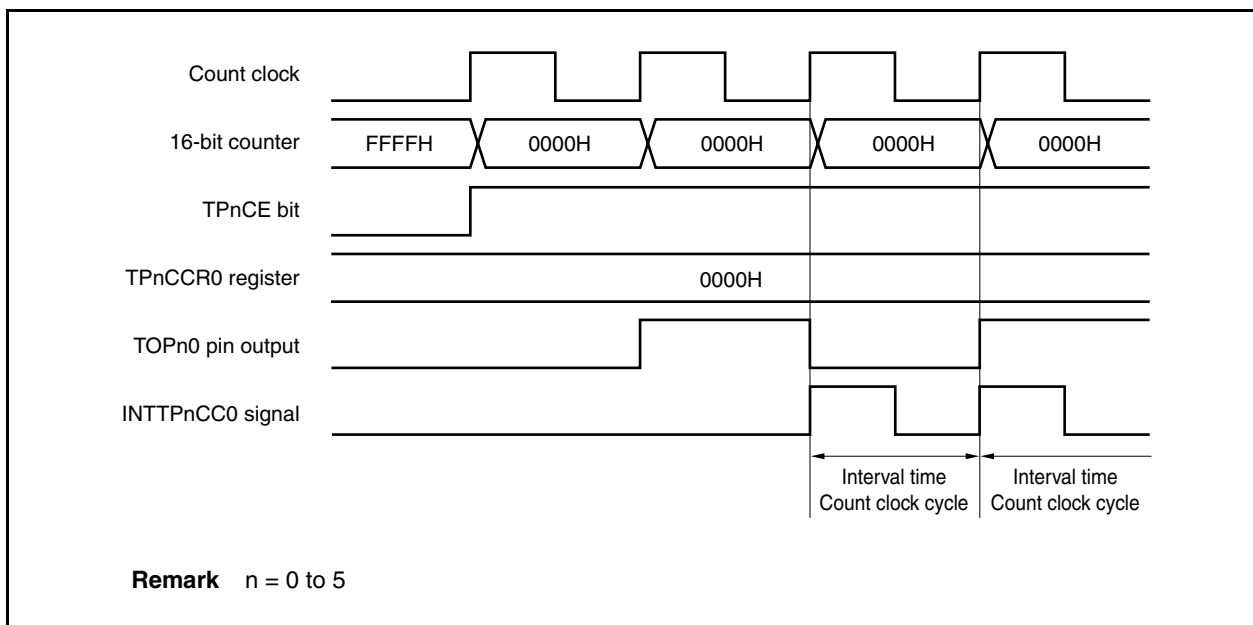 Count clock
16-bit counter
FFFFH 0000H 0000H 0000H 0000H
TPnCE bit
TPnCCR0 register
0000H
TOPn0 pin output
INTTPnCC0 signal
Interval time
Count clock cycle
Interval time
Count clock cycle
Remark n = 0 to 5